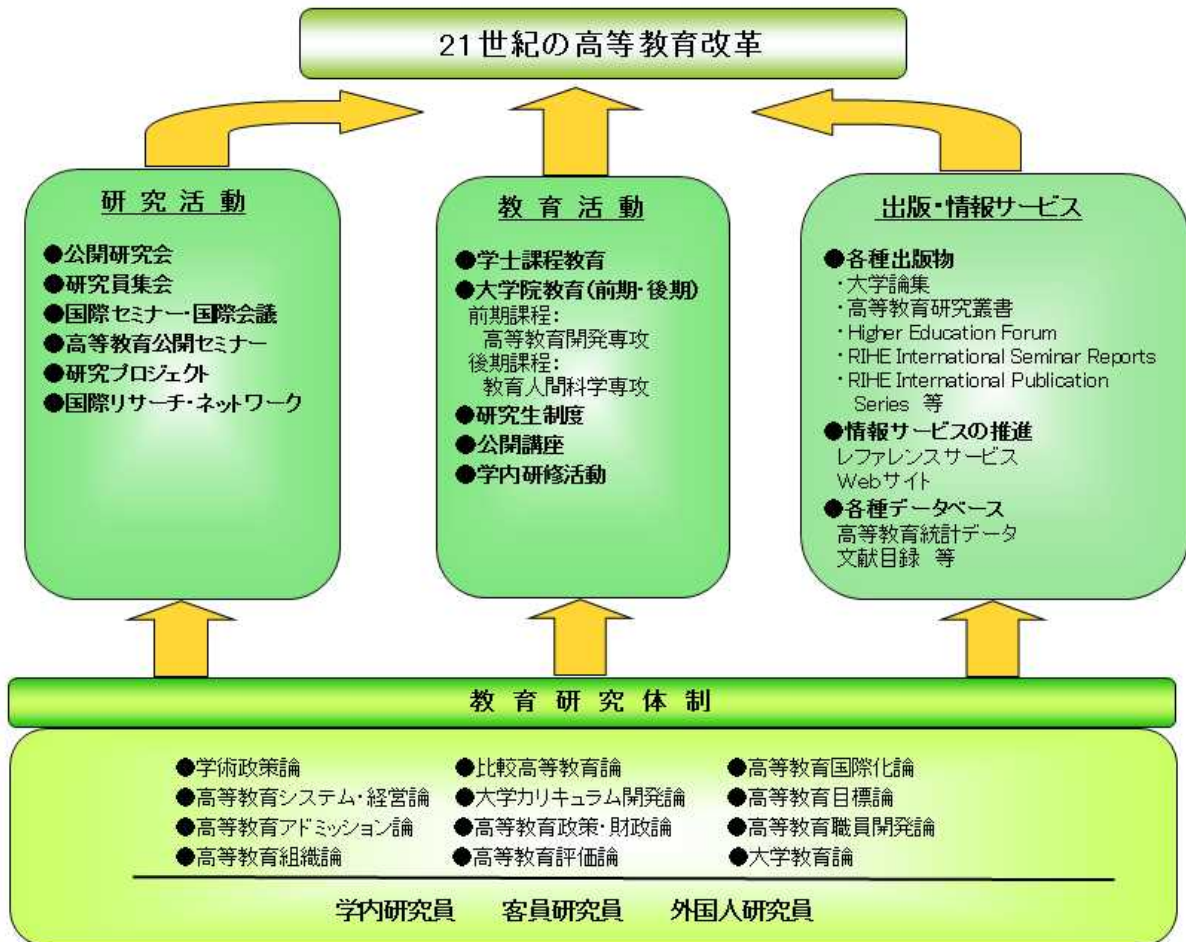 21世紀の高等教育改革
研究活動
●公開研究会
●研究員集会
●国際セミナー・国際会議
●高等教育公開セミナー
●研究プロジェクト
●国際リサーチ・ネットワーク
教育活動
●学士課程教育
●大学院教育(前期・後期)
前期課程:
高等教育開発専攻
後期課程:
教育人間科学専攻
●研究生制度
●公開講座
●学内研修活動
出版・情報サービス
●各種出版物
・大学論集
・高等教育研究叢書
・Higher Education Forum
・RIHE International Seminar Reports
・RIHE International Publication
Series 等
●情報サービスの推進
レファレンスサービス
Webサイト
●各種データベース
高等教育統計データ
文献目録 等
教育研究体制
●学術政策論
●高等教育システム・経営論
●高等教育アドミッション論
●高等教育組織論
●比較高等教育論
●大学カリキュラム開発論
●高等教育政策・財政論
●高等教育評価論
●高等教育国際化論
●高等教育目標論
●高等教育職員開発論
●大学教育論
学内研究員 客員研究員 外国人研究員